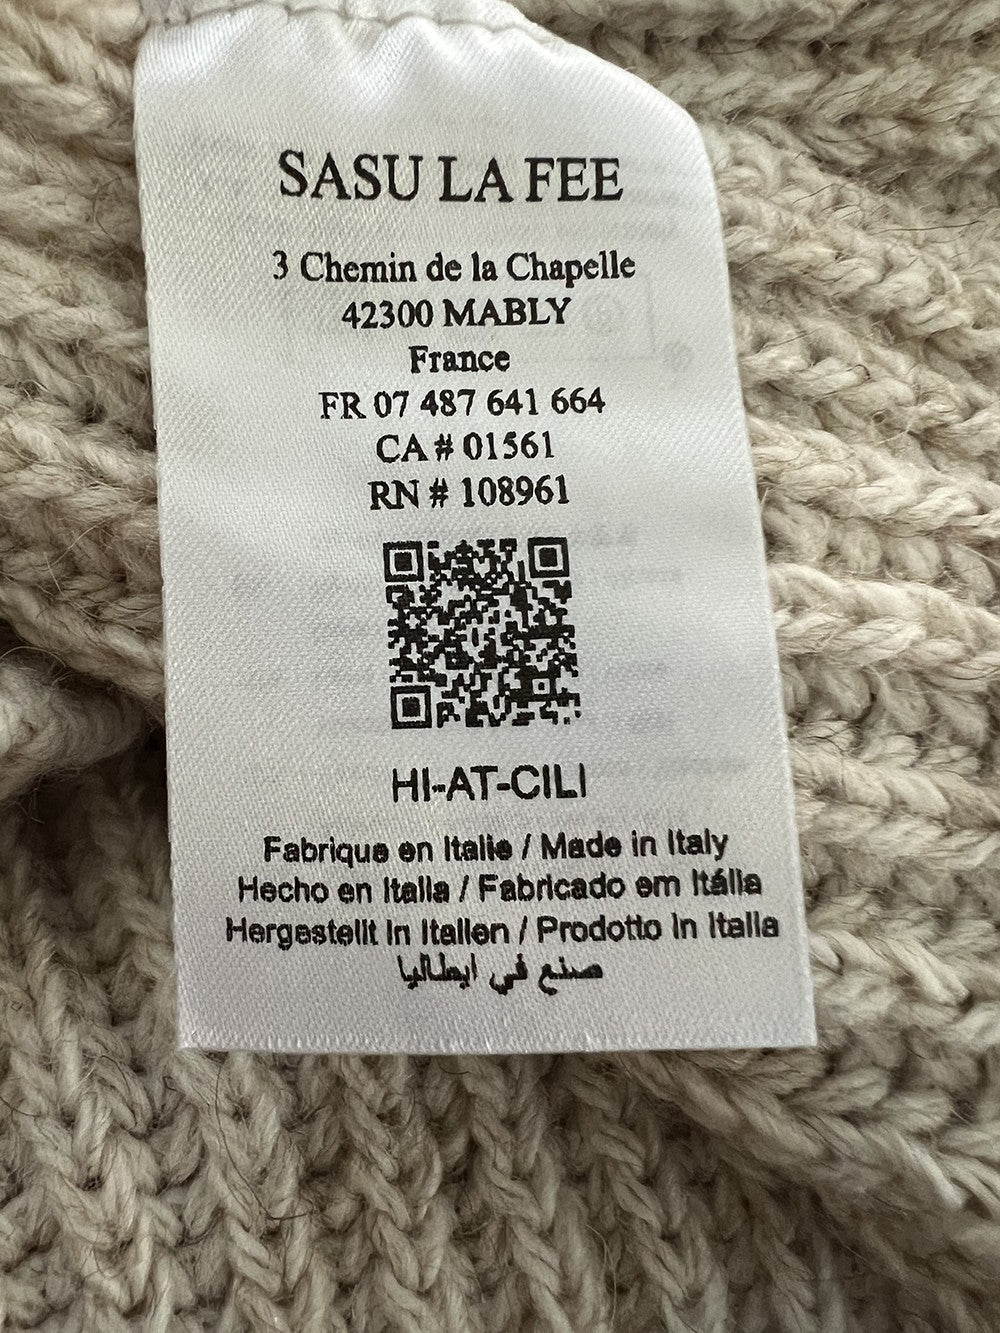 SASU LA FEE
3 Chemin de la Chapelle
42300 MABLY
France
FR 07 487 641 664
CA # 01561
RN # 108961
HI-AT-CILI
Fabrique en Italie / Made in Italy
Hecho en Italia / Fabricado em Itália
Hergestellt in Italien / Prodotto in Italia
صنع في ايطاليا